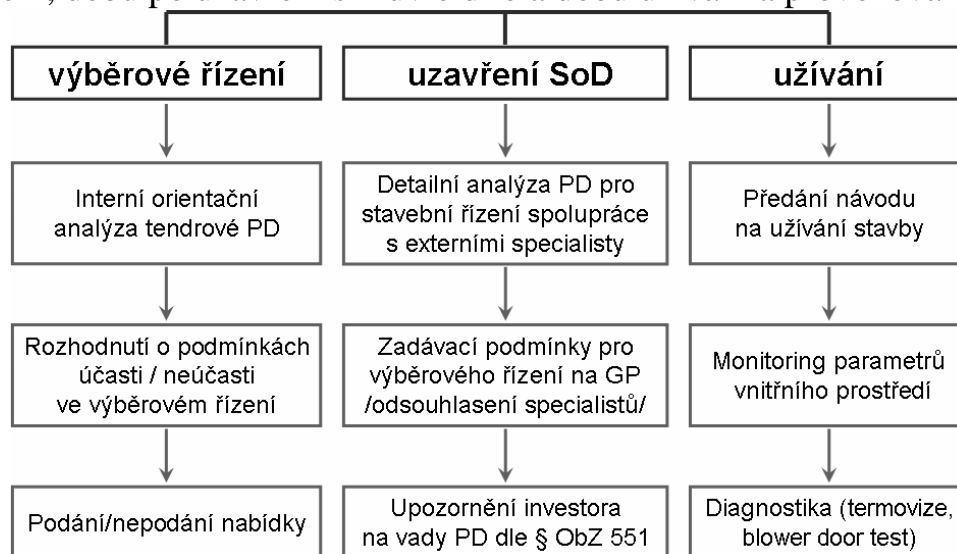 výběrové řízení
Interní orientační
analýza tendrové PD
Rozhodnutí o podmínkách
účasti / neúčasti
ve výběrovém řízení
Podání/nepodání nabídky
uzavření SoD
Detailní analýza PD pro
stavební řízení spolupráce
s externími specialisty
Zadávací podmínky pro
výběrového řízení na GP
/odsouhlasení specialistů/
Upozornění investora
na vady PD dle § ObZ 551
užívání
Předání návodu
na užívání stavby
Monitoring parametrů
vnitřního prostředí
Diagnostika (termovize,
blower door test)